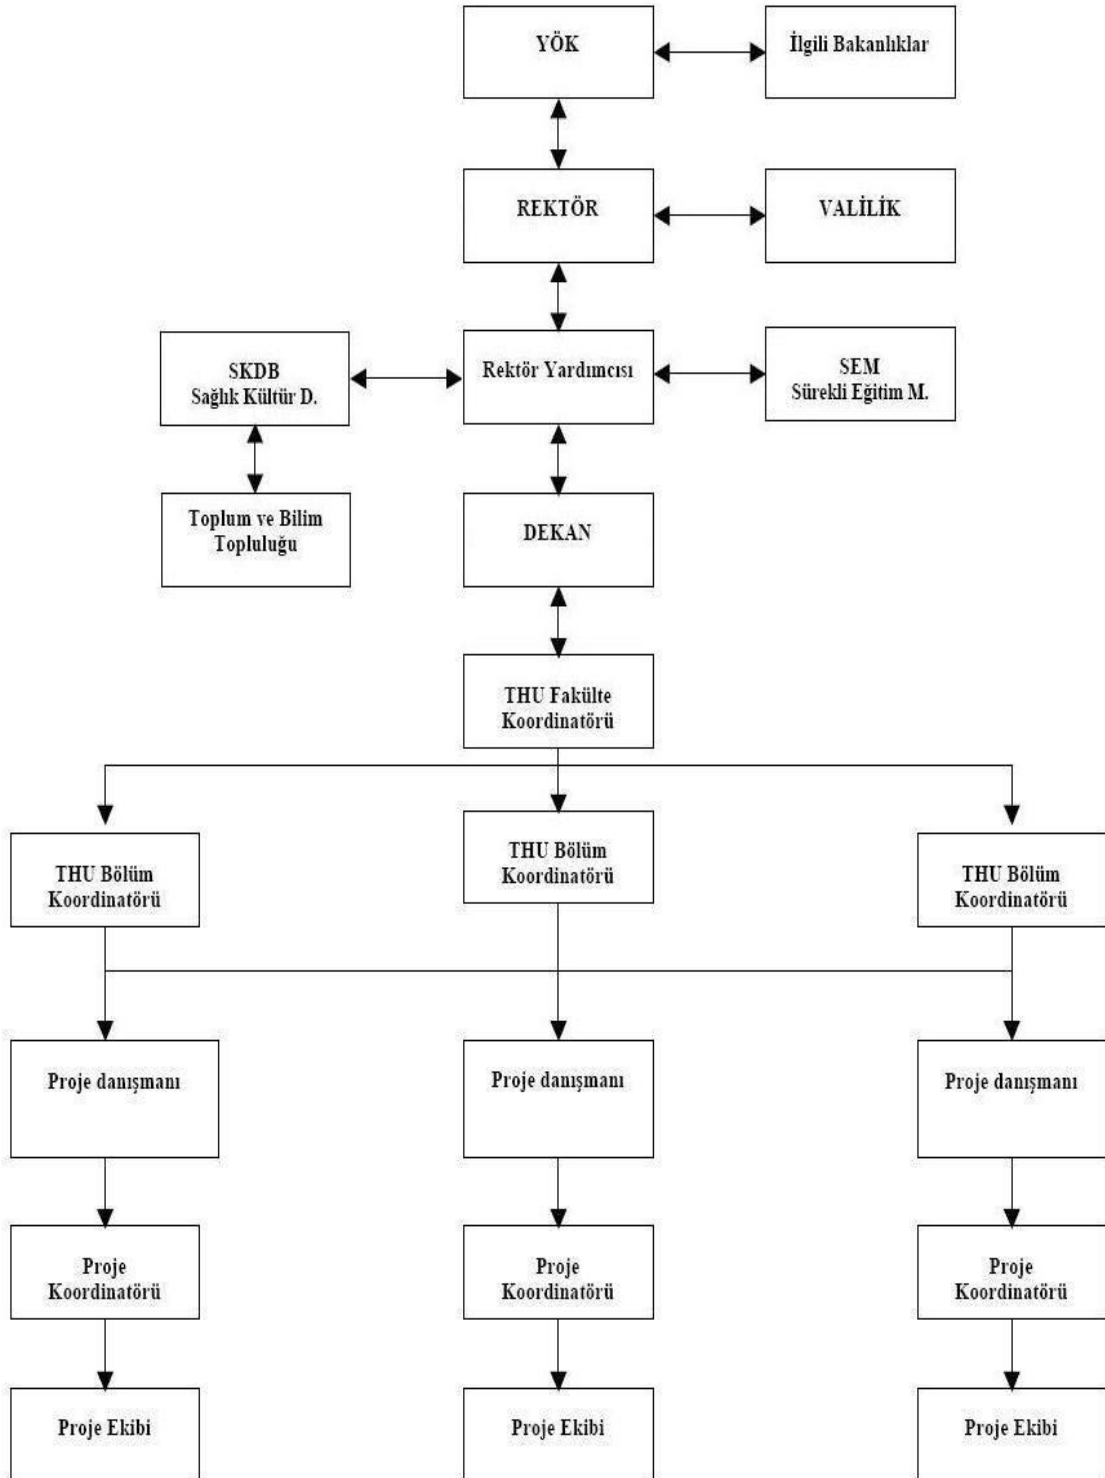 YÖK
İlgili Bakanlıklar
REKTÖR
VALİLİK
SKDB
Sağlık Kültür D.
Rektör Yardımcısı
SEM
Sürekli Eğitim M.
Toplum ve Bilim
Topluluğu
DEKAN
THU Fakülte
Koordinatörü
THU Bölüm
Koordinatörü
THU Bölüm
Koordinatörü
THU Bölüm
Koordinatörü
Proje danışmanı
Proje danışmanı
Proje danışmanı
Proje
Koordinatörü
Proje
Koordinatörü
Proje
Koordinatörü
Proje Ekibi
Proje Ekibi
Proje Ekibi